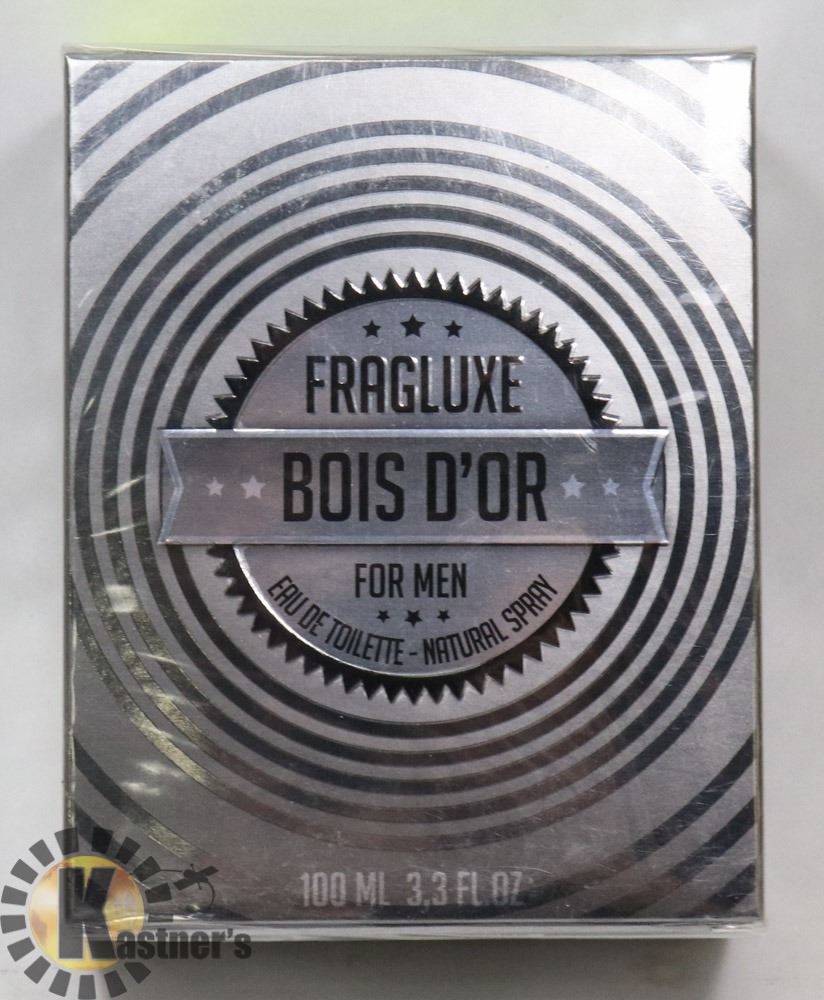 FRAGLUXE
BOIS D'OR
FOR MEN
EAU DE TOILETTE - NATURAL SPRAY
100 ML 3,3 FL OZ
Kastner's